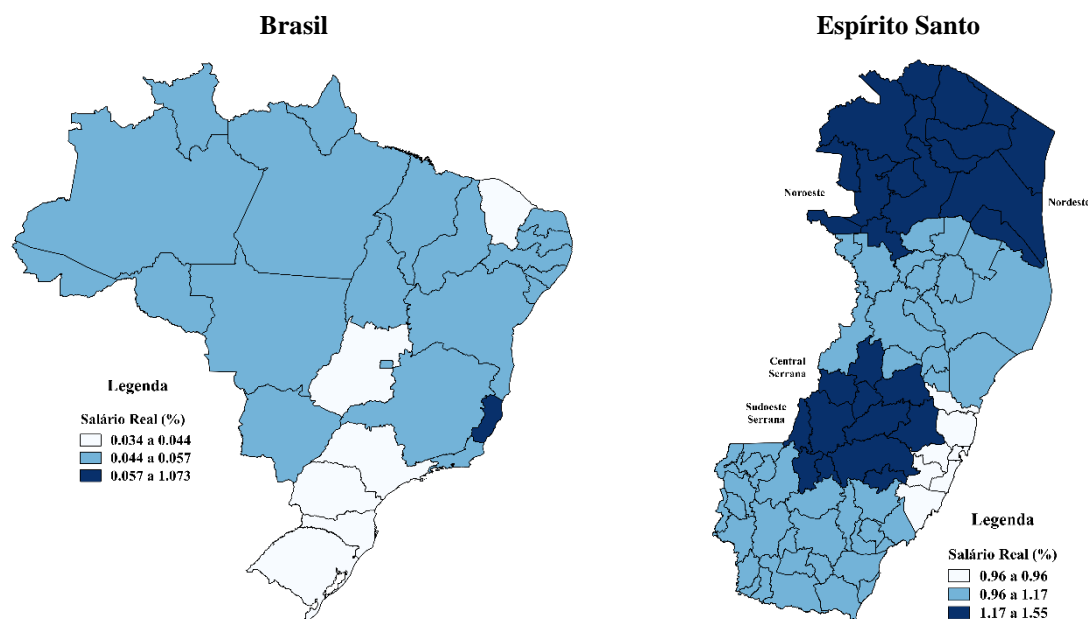 Brasil
Legenda
Salário Real (%)
0.034 a 0.044
0.044 a 0.057
0.057 a 1.073
Espírito Santo
Noroeste
Nordeste
Central
Serrana
Sudoeste
Serrana
Legenda
Salário Real (%)
0.96 a 0.96
0.96 a 1.17
1.17 a 1.55